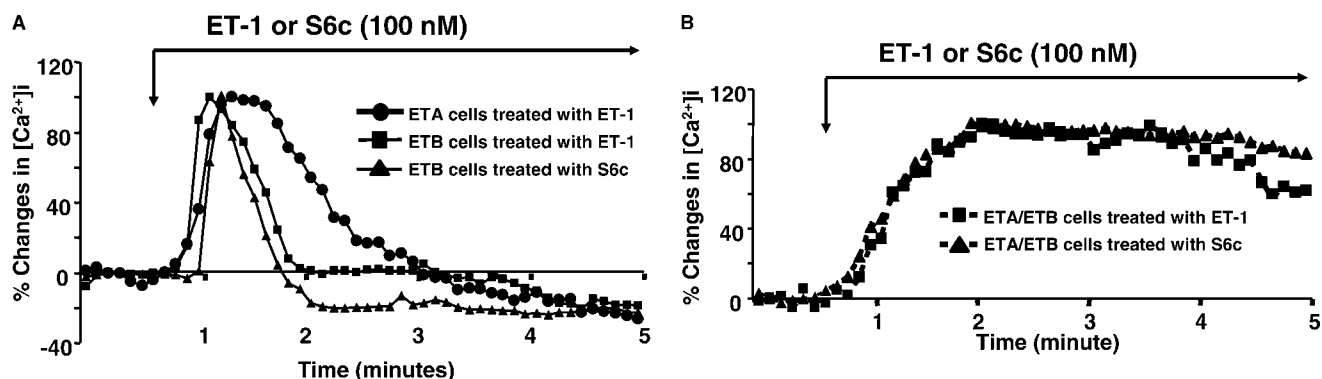 A
ET-1 or S6c (100 nM)
120
80
40
0
-40
% Changes in [Ca²⁺]i
ETA cells treated with ET-1
ETB cells treated with ET-1
ETB cells treated with S6c
1
2
3
4
5
Time (minutes)
B
ET-1 or S6c (100 nM)
120
80
40
0
% Changes in [Ca²⁺]i
ETA/ETB cells treated with ET-1
ETA/ETB cells treated with S6c
1
2
3
4
5
Time (minute)